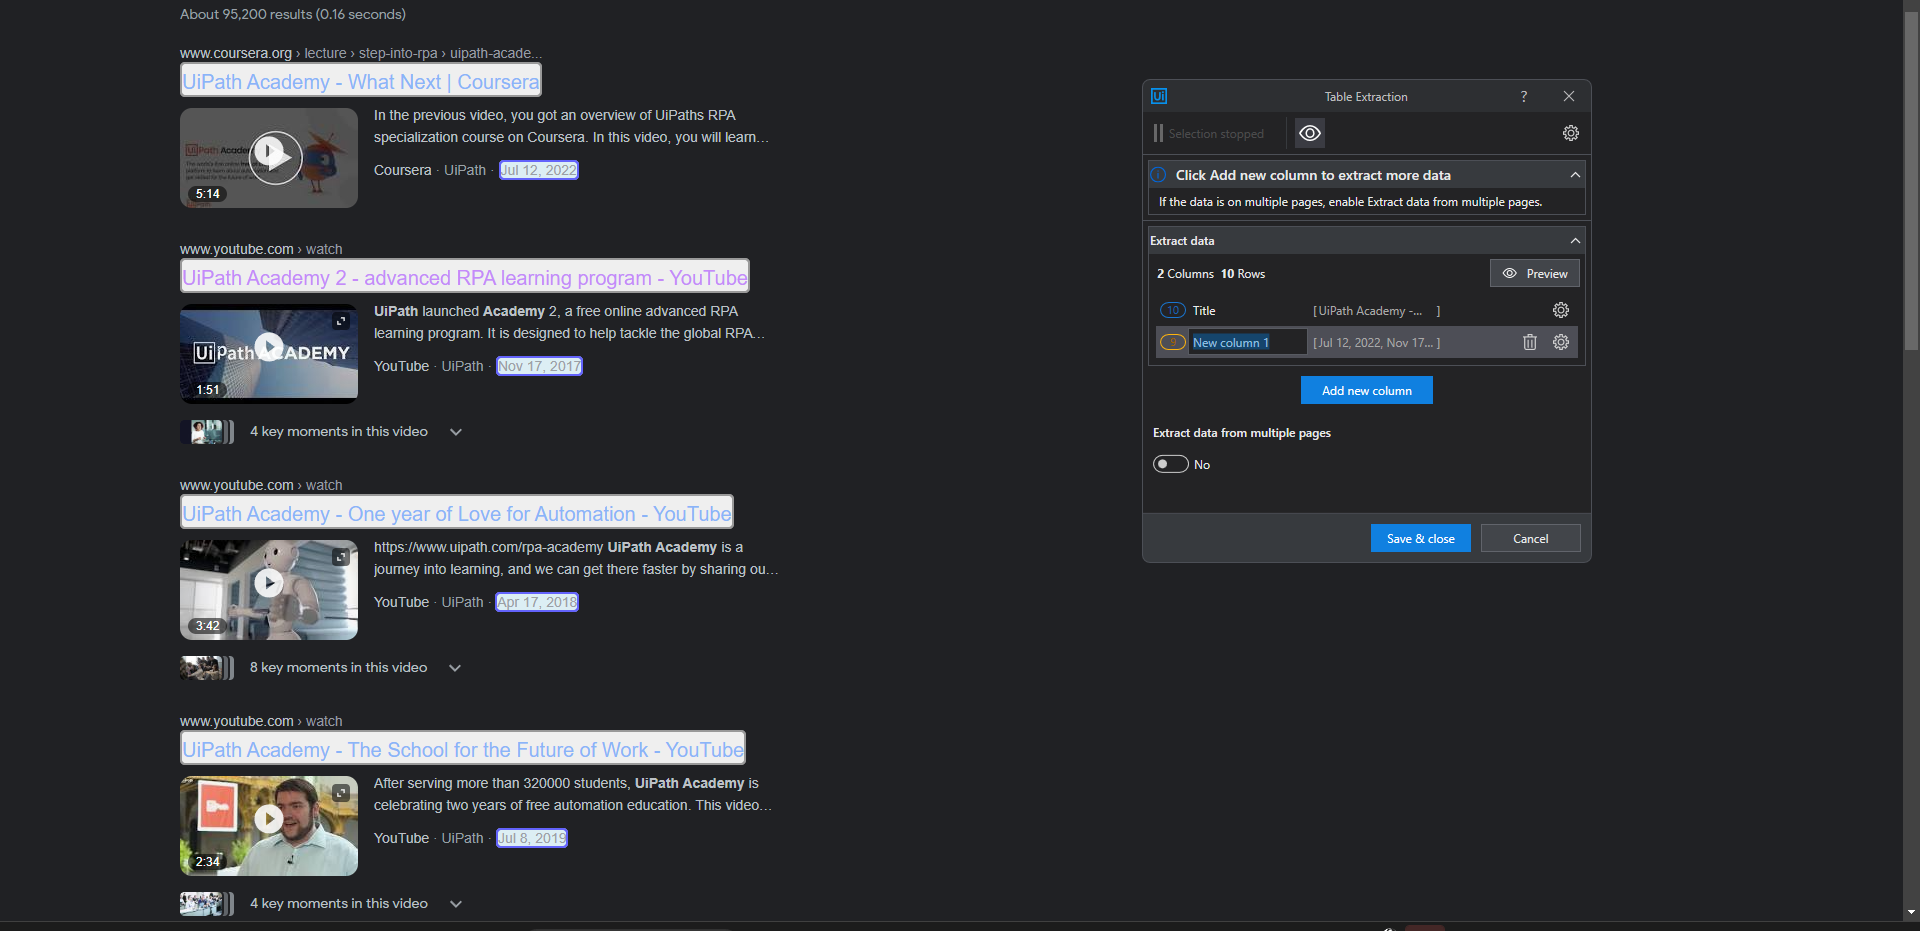 About 95,200 results (0.16 seconds)
www.coursera.org › lecture › step-into-rpa › uipath-acade...
UiPath Academy - What Next | Coursera
In the previous video, you got an overview of UiPaths RPA
specialization course on Coursera. In this video, you will learn...
UiPath Academy
5:14
Coursera · UiPath · Jul 12, 2022
www.youtube.com › watch
UiPath Academy 2 - advanced RPA learning program - YouTube
UiPath launched Academy 2, a free online advanced RPA
learning program. It is designed to help tackle the global RPA...
UiPath ACADEMY
1:51
YouTube · UiPath · Nov 17, 2017
4 key moments in this video
www.youtube.com › watch
UiPath Academy - One year of Love for Automation - YouTube
https://www.uipath.com/rpa-academy UiPath Academy is a
journey into learning, and we can get there faster by sharing ou...
3:42
YouTube · UiPath · Apr 17, 2018
8 key moments in this video
www.youtube.com › watch
UiPath Academy - The School for the Future of Work - YouTube
After serving more than 320000 students, UiPath Academy is
celebrating two years of free automation education. This video...
2:34
YouTube · UiPath · Jul 8, 2019
4 key moments in this video
Ui Table Extraction ?
Selection stopped
Click Add new column to extract more data
If the data is on multiple pages, enable Extract data from multiple pages.
Extract data
2 Columns 10 Rows Preview
10 Title [ UiPath Academy -... ]
9 New column 1 [ Jul 12, 2022, Nov 17... ]
Add new column
Extract data from multiple pages
No
Save & close Cancel